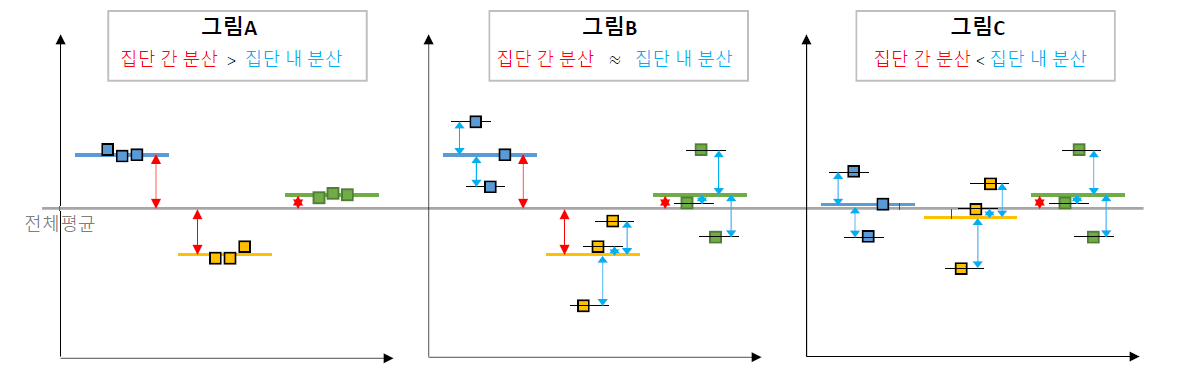 그림A
집단 간 분산 > 집단 내 분산
그림B
집단 간 분산 ≈ 집단 내 분산
그림C
집단 간 분산 < 집단 내 분산
전체평균